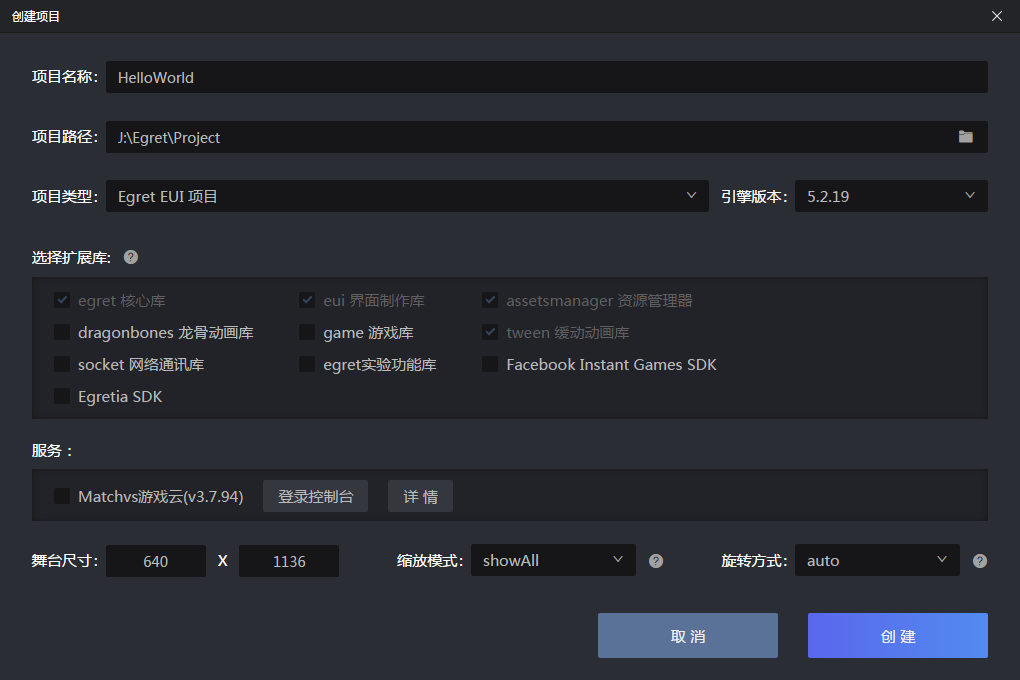 创建项目
项目名称: HelloWorld
项目路径: J:\Egret\Project
项目类型: Egret EUI 项目 引擎版本: 5.2.19
选择扩展库: ?
egret 核心库 eui 界面制作库 assetsmanager 资源管理器
dragonbones 龙骨动画库 game 游戏库 tween 缓动动画库
socket 网络通讯库 egret实验功能库 Facebook Instant Games SDK
Egretia SDK
服务：
Matchvs游戏云(v3.7.94) 登录控制台 详 情
舞台尺寸: 640 X 1136 缩放模式: showAll ? 旋转方式: auto ?
取 消 创 建